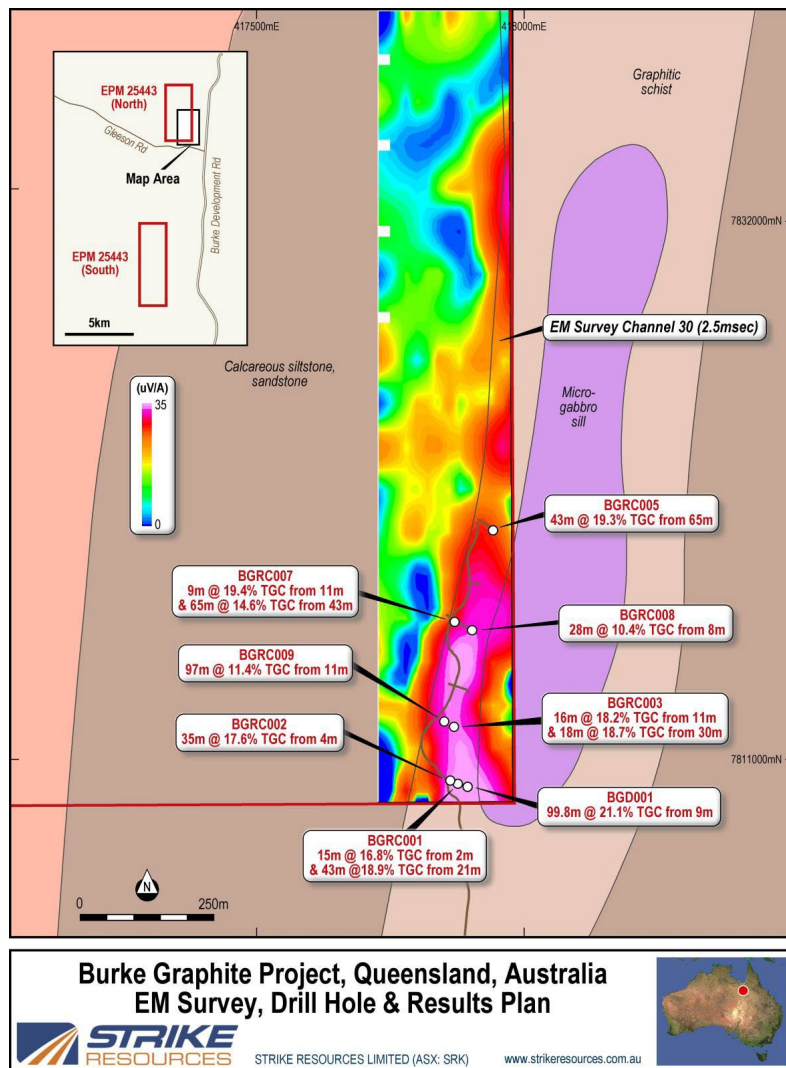 417500mE
418000mE
EPM 25443
(North)
Gleeson Rd
Burke Development Rd
Map Area
EPM 25443
(South)
5km
Graphitic
schist
7832000mN
EM Survey Channel 30 (2.5msec)
Calcareous siltstone,
sandstone
Micro-
gabbro
sill
(uV/A)
35
0
BGRC005
43m @ 19.3% TGC from 65m
BGRC007
9m @ 19.4% TGC from 11m
& 65m @ 14.6% TGC from 43m
BGRC008
28m @ 10.4% TGC from 8m
BGRC009
97m @ 11.4% TGC from 11m
BGRC003
16m @ 18.2% TGC from 11m
& 18m @ 18.7% TGC from 30m
BGRC002
35m @ 17.6% TGC from 4m
7811000mN
BGD001
99.8m @ 21.1% TGC from 9m
BGRC001
15m @ 16.8% TGC from 2m
& 43m @18.9% TGC from 21m
N
0
250m
Burke Graphite Project, Queensland, Australia
EM Survey, Drill Hole & Results Plan
STRIKE
RESOURCES
STRIKE RESOURCES LIMITED (ASX: SRK)
www.strikeresources.com.au